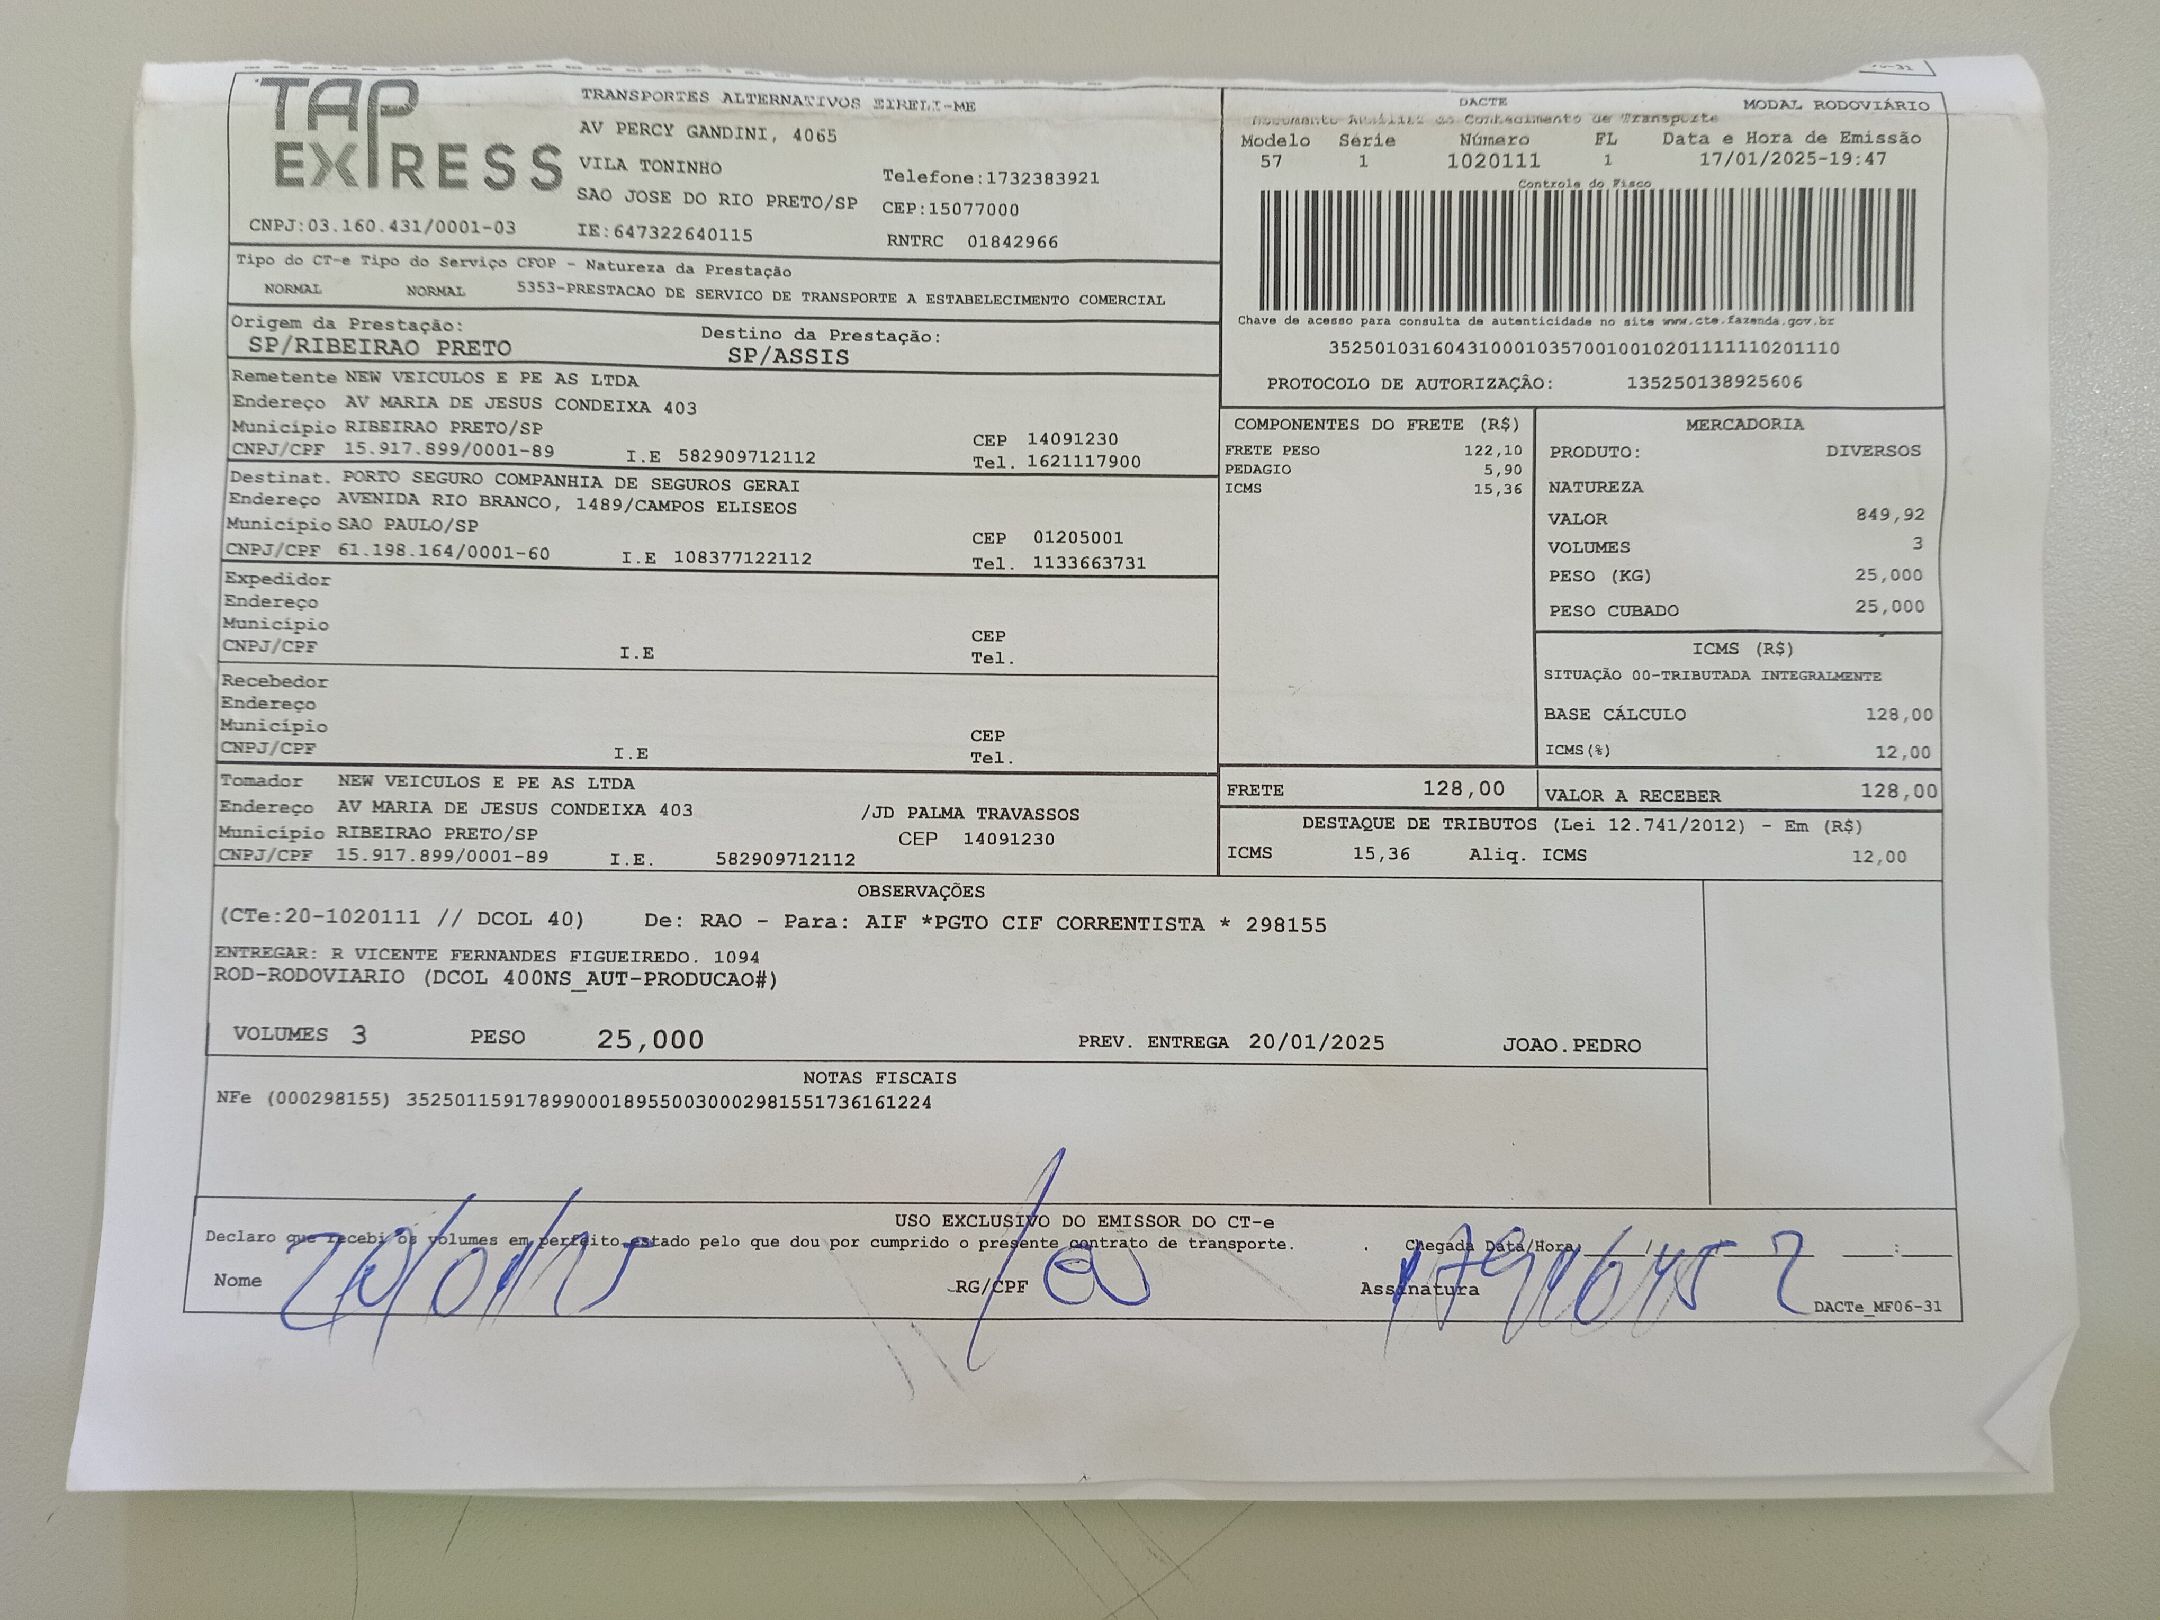 TAP EXPRESS
TRANSPORTES ALTERNATIVOS EIRELI-ME
AV PERCY GANDINI, 4065
VILA TONINHO
Telefone:1732383921
SAO JOSE DO RIO PRETO/SP CEP:15077000
CNPJ:03.160.431/0001-03 IE:647322640115 RNTRC 01842966
DACTE MODAL RODOVIÁRIO
Documento Auxiliar do Conhecimento de Transporte
Modelo Série Número FL Data e Hora de Emissão
57 1 1020111 1 17/01/2025-19:47
Controle do Fisco
Chave de acesso para consulta de autenticidade no site www.cte.fazenda.gov.br
35250103160431000103570010010201111110201110
PROTOCOLO DE AUTORIZAÇÂO: 135250138925606
Tipo do CT-e Tipo do Serviço CFOP - Natureza da Prestação
NORMAL NORMAL 5353-PRESTACAO DE SERVICO DE TRANSPORTE A ESTABELECIMENTO COMERCIAL
Origem da Prestação: Destino da Prestação:
SP/RIBEIRAO PRETO SP/ASSIS
Remetente NEW VEICULOS E PE AS LTDA
Endereço AV MARIA DE JESUS CONDEIXA 403
Município RIBEIRAO PRETO/SP CEP 14091230
CNPJ/CPF 15.917.899/0001-89 I.E 582909712112 Tel. 1621117900
Destinat. PORTO SEGURO COMPANHIA DE SEGUROS GERAI
Endereço AVENIDA RIO BRANCO, 1489/CAMPOS ELISEOS
Município SAO PAULO/SP CEP 01205001
CNPJ/CPF 61.198.164/0001-60 I.E 108377122112 Tel. 1133663731
Expedidor
Endereço
Município CEP
CNPJ/CPF I.E Tel.
Recebedor
Endereço
Município CEP
CNPJ/CPF I.E Tel.
Tomador NEW VEICULOS E PE AS LTDA
Endereço AV MARIA DE JESUS CONDEIXA 403 /JD PALMA TRAVASSOS
Município RIBEIRAO PRETO/SP CEP 14091230
CNPJ/CPF 15.917.899/0001-89 I.E. 582909712112
COMPONENTES DO FRETE (R$)
FRETE PESO 122,10
PEDAGIO 5,90
ICMS 15,36
MERCADORIA
PRODUTO: DIVERSOS
NATUREZA
VALOR 849,92
VOLUMES 3
PESO (KG) 25,000
PESO CUBADO 25,000
ICMS (R$)
SITUAÇÃO 00-TRIBUTADA INTEGRALMENTE
BASE CÁLCULO 128,00
ICMS(%) 12,00
FRETE 128,00 VALOR A RECEBER 128,00
DESTAQUE DE TRIBUTOS (Lei 12.741/2012) - Em (R$)
ICMS 15,36 Aliq. ICMS 12,00
OBSERVAÇÕES
(CTe:20-1020111 // DCOL 40) De: RAO - Para: AIF *PGTO CIF CORRENTISTA * 298155
ENTREGAR: R VICENTE FERNANDES FIGUEIREDO. 1094
ROD-RODOVIARIO (DCOL 400NS_AUT-PRODUCAO#)
VOLUMES 3 PESO 25,000 PREV. ENTREGA 20/01/2025 JOAO.PEDRO
NOTAS FISCAIS
NFe (000298155) 35250115917899000189550030002981551736161224
USO EXCLUSIVO DO EMISSOR DO CT-e
Declaro que recebi os volumes em perfeito estado pelo que dou por cumprido o presente contrato de transporte. Chegada Data/Hora: / :
Nome 20/01/25 RG/CPF Assinatura
DACTe_MF06-31